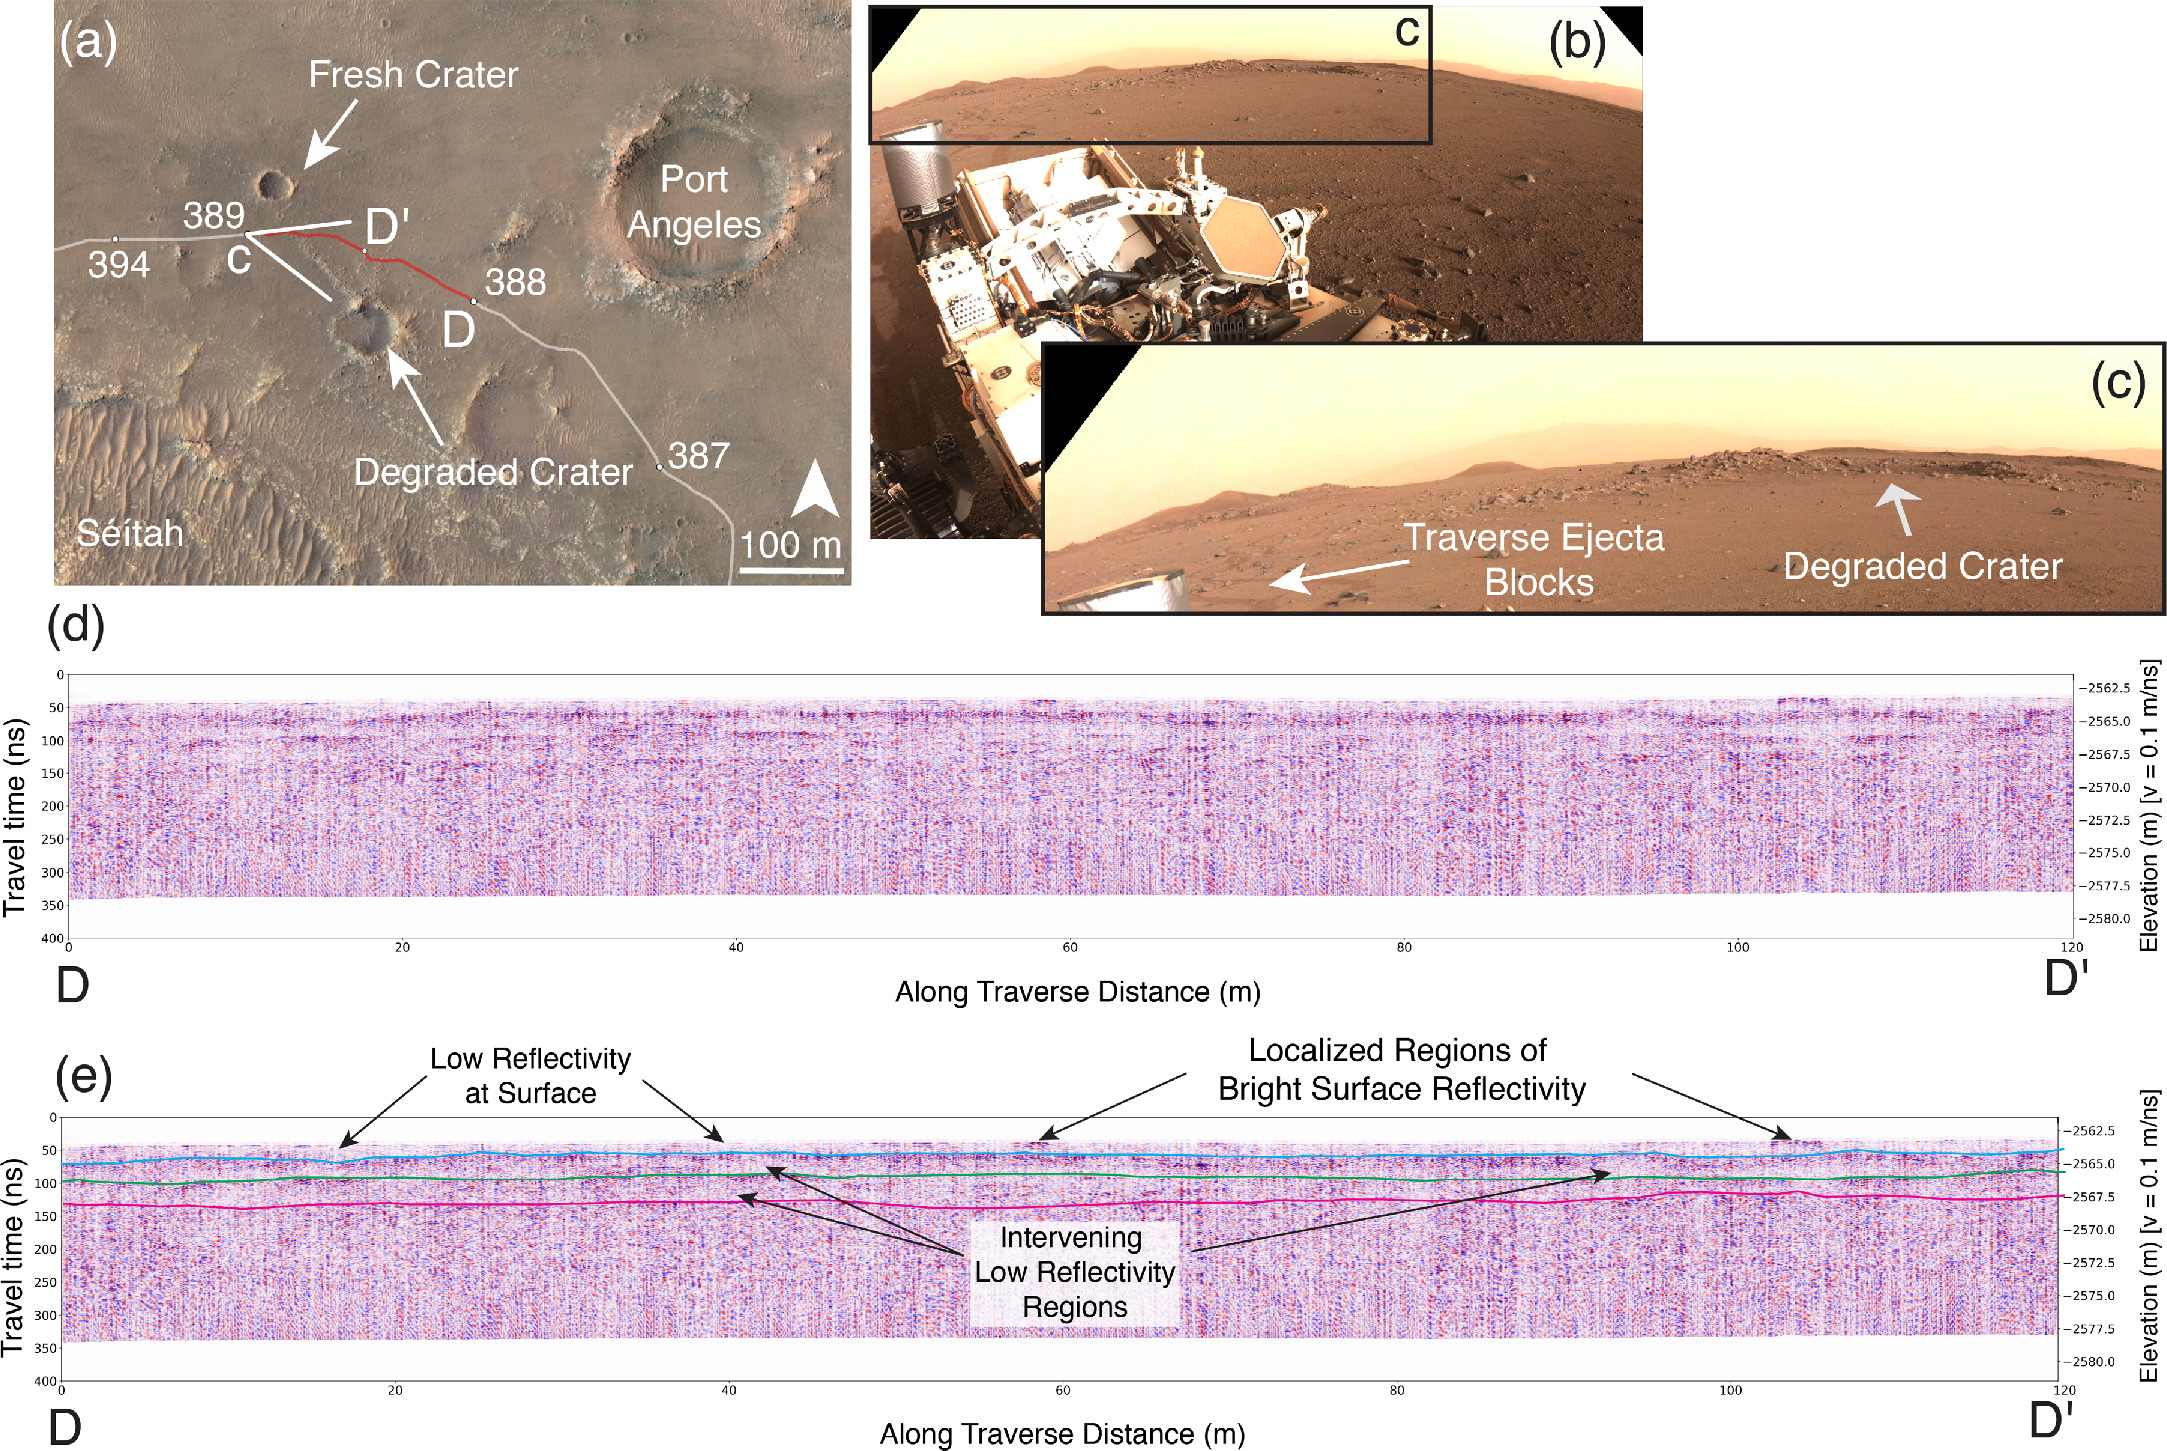 (a)
Fresh Crater
Port
Angeles
389
D'
394
c
388
D
Degraded Crater
387
Séítah
100 m
c
(b)
(c)
Traverse Ejecta
Blocks
Degraded Crater
(d)
0
50
100
150
200
250
300
350
400
Travel time (ns)
−2562.5
−2565.0
−2567.5
−2570.0
−2572.5
−2575.0
−2577.5
−2580.0
Elevation (m) [v = 0.1 m/ns]
0 20 40 60 80 100 120
D D'
Along Traverse Distance (m)
(e)
Low Reflectivity
at Surface
Localized Regions of
Bright Surface Reflectivity
0
50
100
150
200
250
300
350
400
Travel time (ns)
Intervening
Low Reflectivity
Regions
−2562.5
−2565.0
−2567.5
−2570.0
−2572.5
−2575.0
−2577.5
−2580.0
Elevation (m) [v = 0.1 m/ns]
0 20 40 60 80 100 120
D D'
Along Traverse Distance (m)